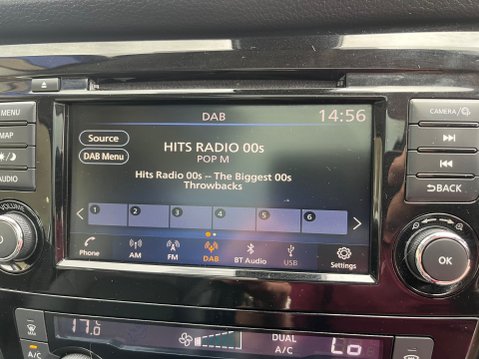 DAB
14:56
Source
DAB Menu
HITS RADIO 00s
POP M
Hits Radio 00s -- The Biggest 00s
Throwbacks
1 2 3 4 5 6
Phone AM FM DAB BT Audio USB Settings
MENU
MAP
AUDIO
VOLUME
CAMERA/
BACK
OK
17.0
A/C
DUAL
A/C
Lo